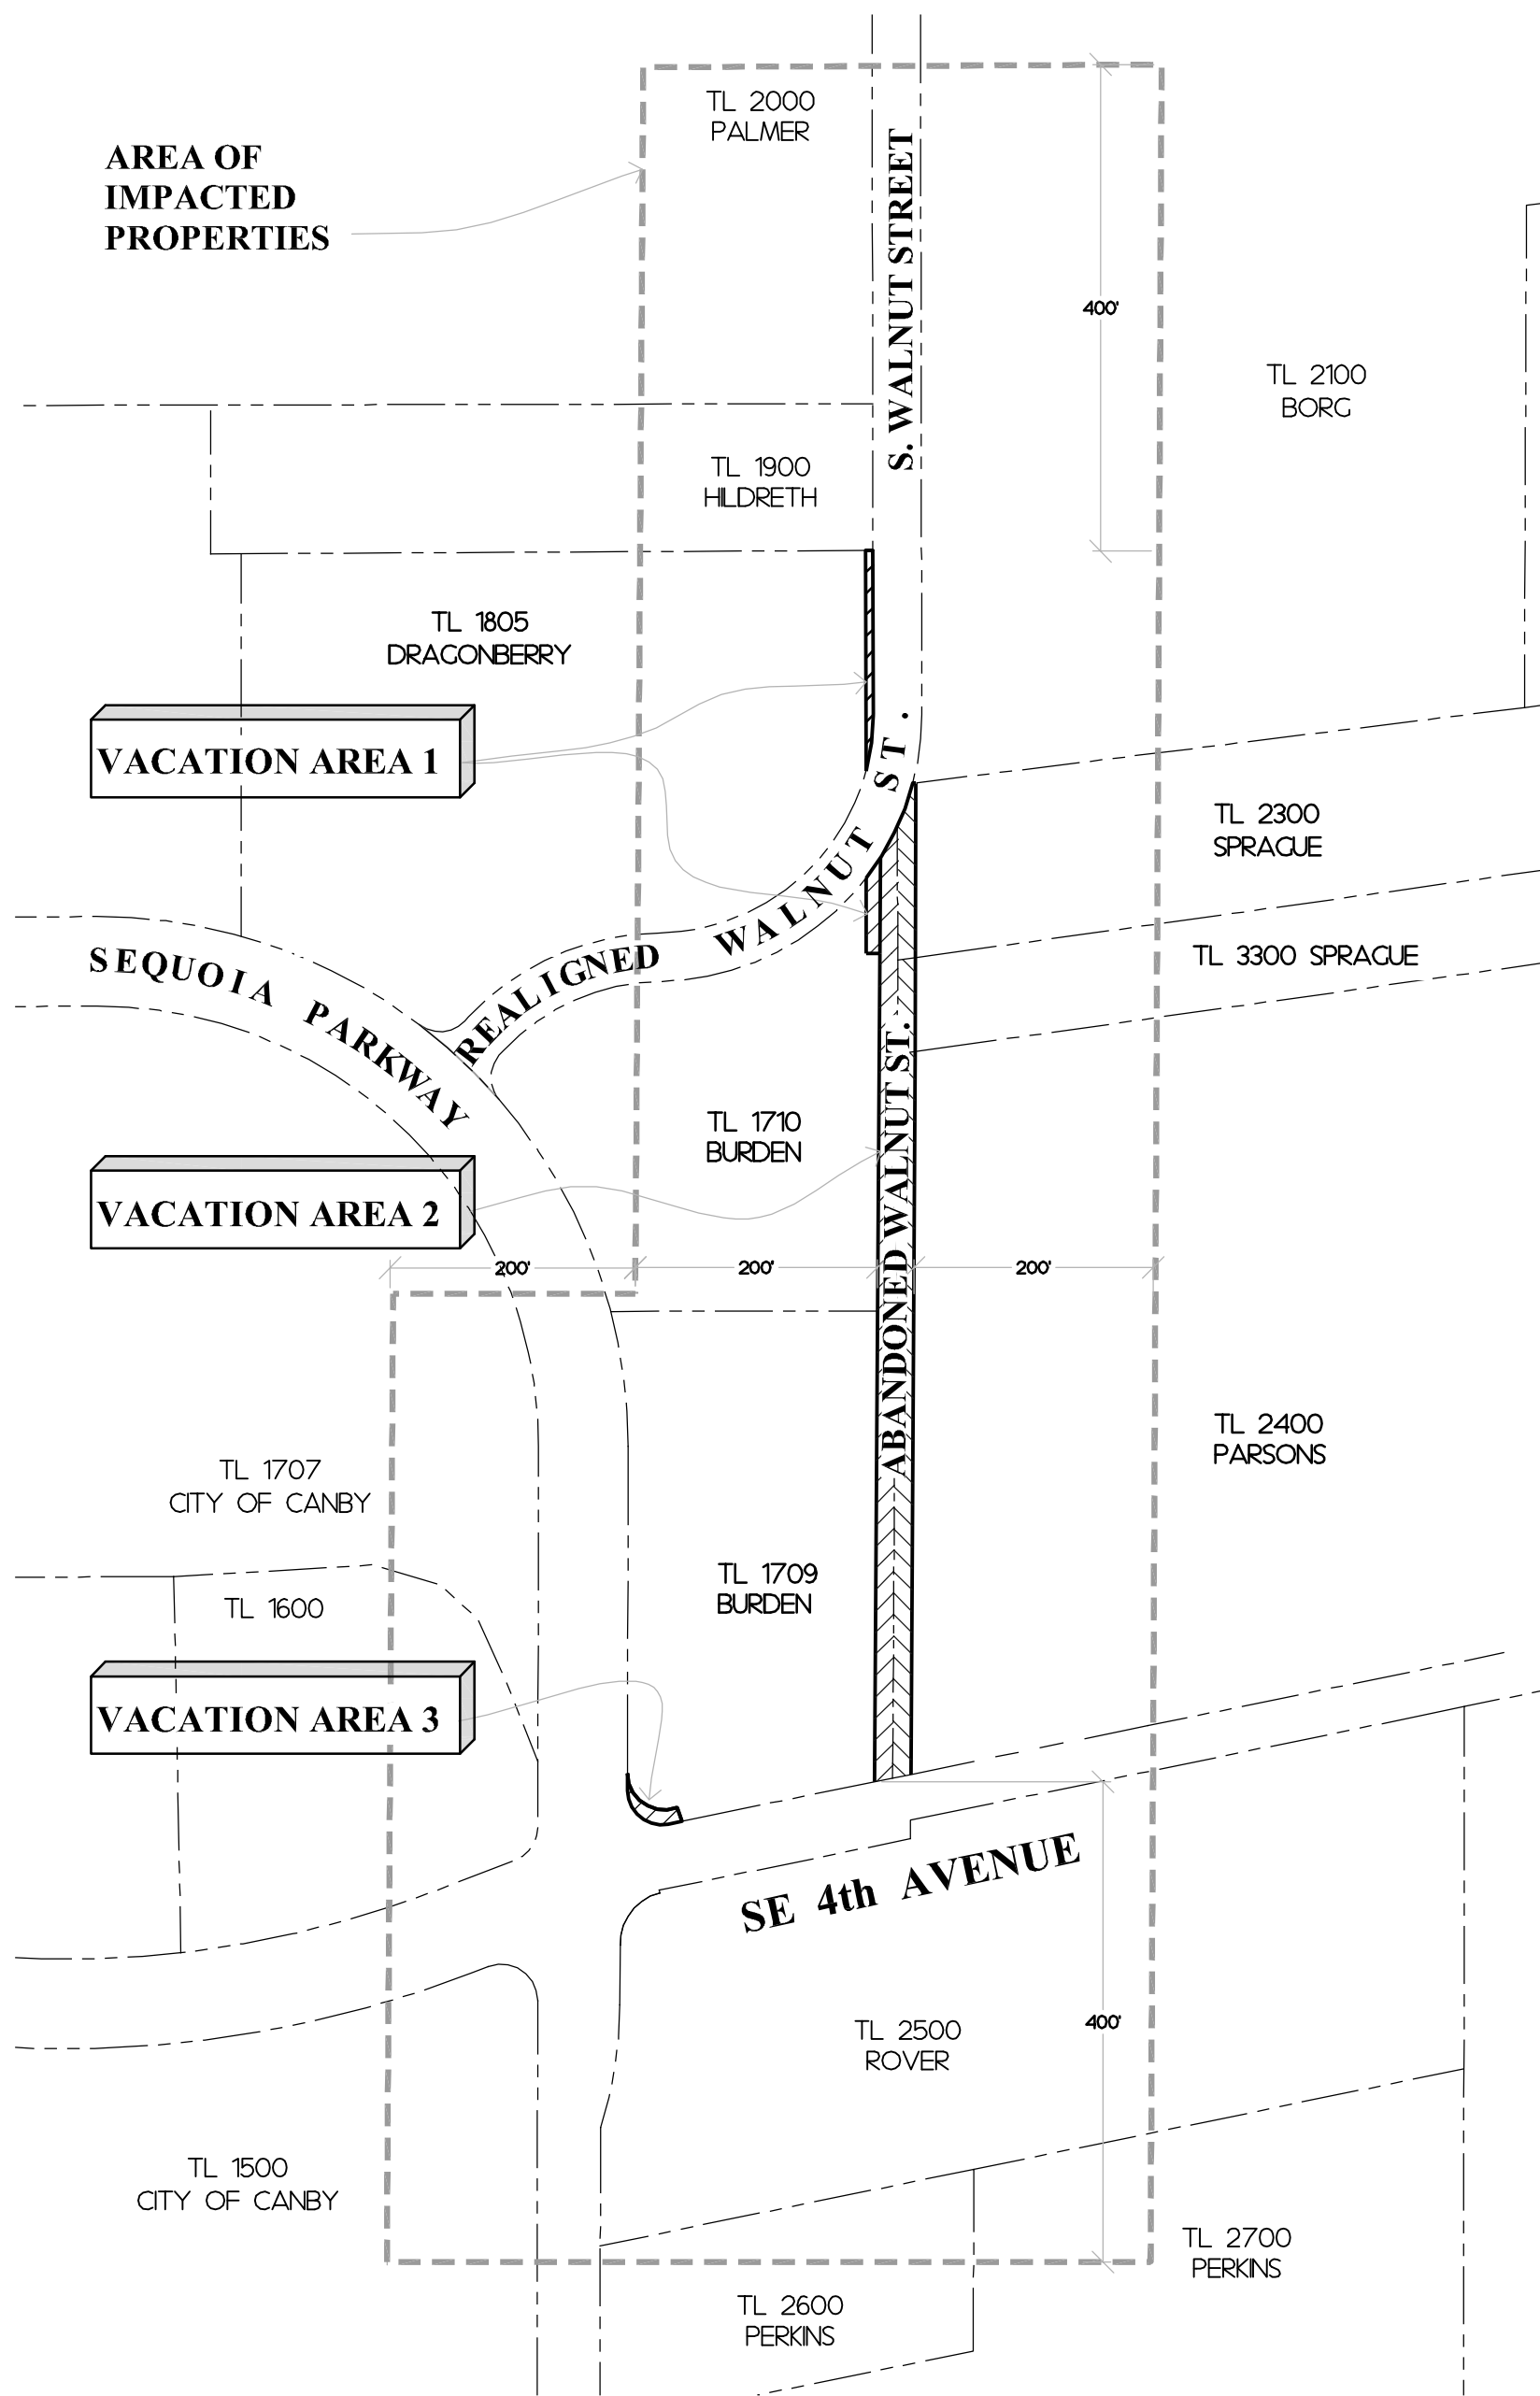 TL 2000
PALMER
AREA OF
IMPACTED
PROPERTIES
S. WALNUT STREET
400'
TL 2100
BORG
TL 1900
HILDRETH
TL 1805
DRAGONBERRY
VACATION AREA 1
REALIGNED WALNUT ST.
TL 2300
SPRAGUE
TL 3300 SPRAGUE
SEQUOIA PARKWAY
ABANDONED WALNUT ST.
TL 1710
BURDEN
VACATION AREA 2
200'
200'
200'
TL 2400
PARSONS
TL 1707
CITY OF CANBY
TL 1709
BURDEN
TL 1600
VACATION AREA 3
SE 4th AVENUE
400'
TL 2500
ROVER
TL 1500
CITY OF CANBY
TL 2700
PERKINS
TL 2600
PERKINS